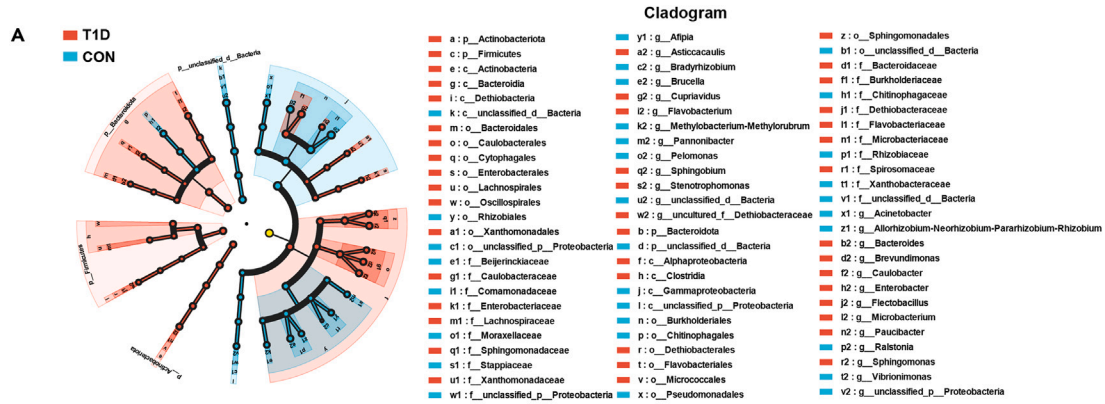 Cladogram
A
T1D
CON
p__unclassified_d__Bacteria
p__Bacteroidota
p__Firmicutes
p__Actinobacteriota
a : p__Actinobacteriota
c : p__Firmicutes
e : c__Actinobacteria
g : c__Bacteroidia
i : c__Dethiobacteria
k : c__unclassified_d__Bacteria
m : o__Bacteroidales
o : o__Caulobacterales
q : o__Cytophagales
s : o__Enterobacterales
u : o__Lachnospirales
w : o__Oscillospirales
y : o__Rhizobiales
a1 : o__Xanthomonadales
c1 : o__unclassified_p__Proteobacteria
e1 : f__Beijerinckiaceae
g1 : f__Caulobacteraceae
i1 : f__Comamonadaceae
k1 : f__Enterobacteriaceae
m1 : f__Lachnospiraceae
o1 : f__Moraxellaceae
q1 : f__Sphingomonadaceae
s1 : f__Stappiaceae
u1 : f__Xanthomonadaceae
w1 : f__unclassified_p__Proteobacteria
y1 : g__Afipia
a2 : g__Asticcacaulis
c2 : g__Bradyrhizobium
e2 : g__Brucella
g2 : g__Cupriavidus
i2 : g__Flavobacterium
k2 : g__Methylobacterium-Methylorubrum
m2 : g__Pannonibacter
o2 : g__Pelomonas
q2 : g__Sphingobium
s2 : g__Stenotrophomonas
u2 : g__unclassified_d__Bacteria
w2 : g__uncultured_f__Dethiobacteraceae
b : p__Bacteroidota
d : p__unclassified_d__Bacteria
f : c__Alphaproteobacteria
h : c__Clostridia
j : c__Gammaproteobacteria
l : c__unclassified_p__Proteobacteria
n : o__Burkholderiales
p : o__Chitinophagales
r : o__Dethiobacterales
t : o__Flavobacteriales
v : o__Micrococcales
x : o__Pseudomonadales
z : o__Sphingomonadales
b1 : o__unclassified_d__Bacteria
d1 : f__Bacteroidaceae
f1 : f__Burkholderiaceae
h1 : f__Chitinophagaceae
j1 : f__Dethiobacteraceae
l1 : f__Flavobacteriaceae
n1 : f__Microbacteriaceae
p1 : f__Rhizobiaceae
r1 : f__Spirosomaceae
t1 : f__Xanthobacteraceae
v1 : f__unclassified_d__Bacteria
x1 : g__Acinetobacter
z1 : g__Allorhizobium-Neorhizobium-Pararhizobium-Rhizobium
b2 : g__Bacteroides
d2 : g__Brevundimonas
f2 : g__Caulobacter
h2 : g__Enterobacter
j2 : g__Flectobacillus
l2 : g__Microbacterium
n2 : g__Paucibacter
p2 : g__Ralstonia
r2 : g__Sphingomonas
t2 : g__Vibrionimonas
v2 : g__unclassified_p__Proteobacteria